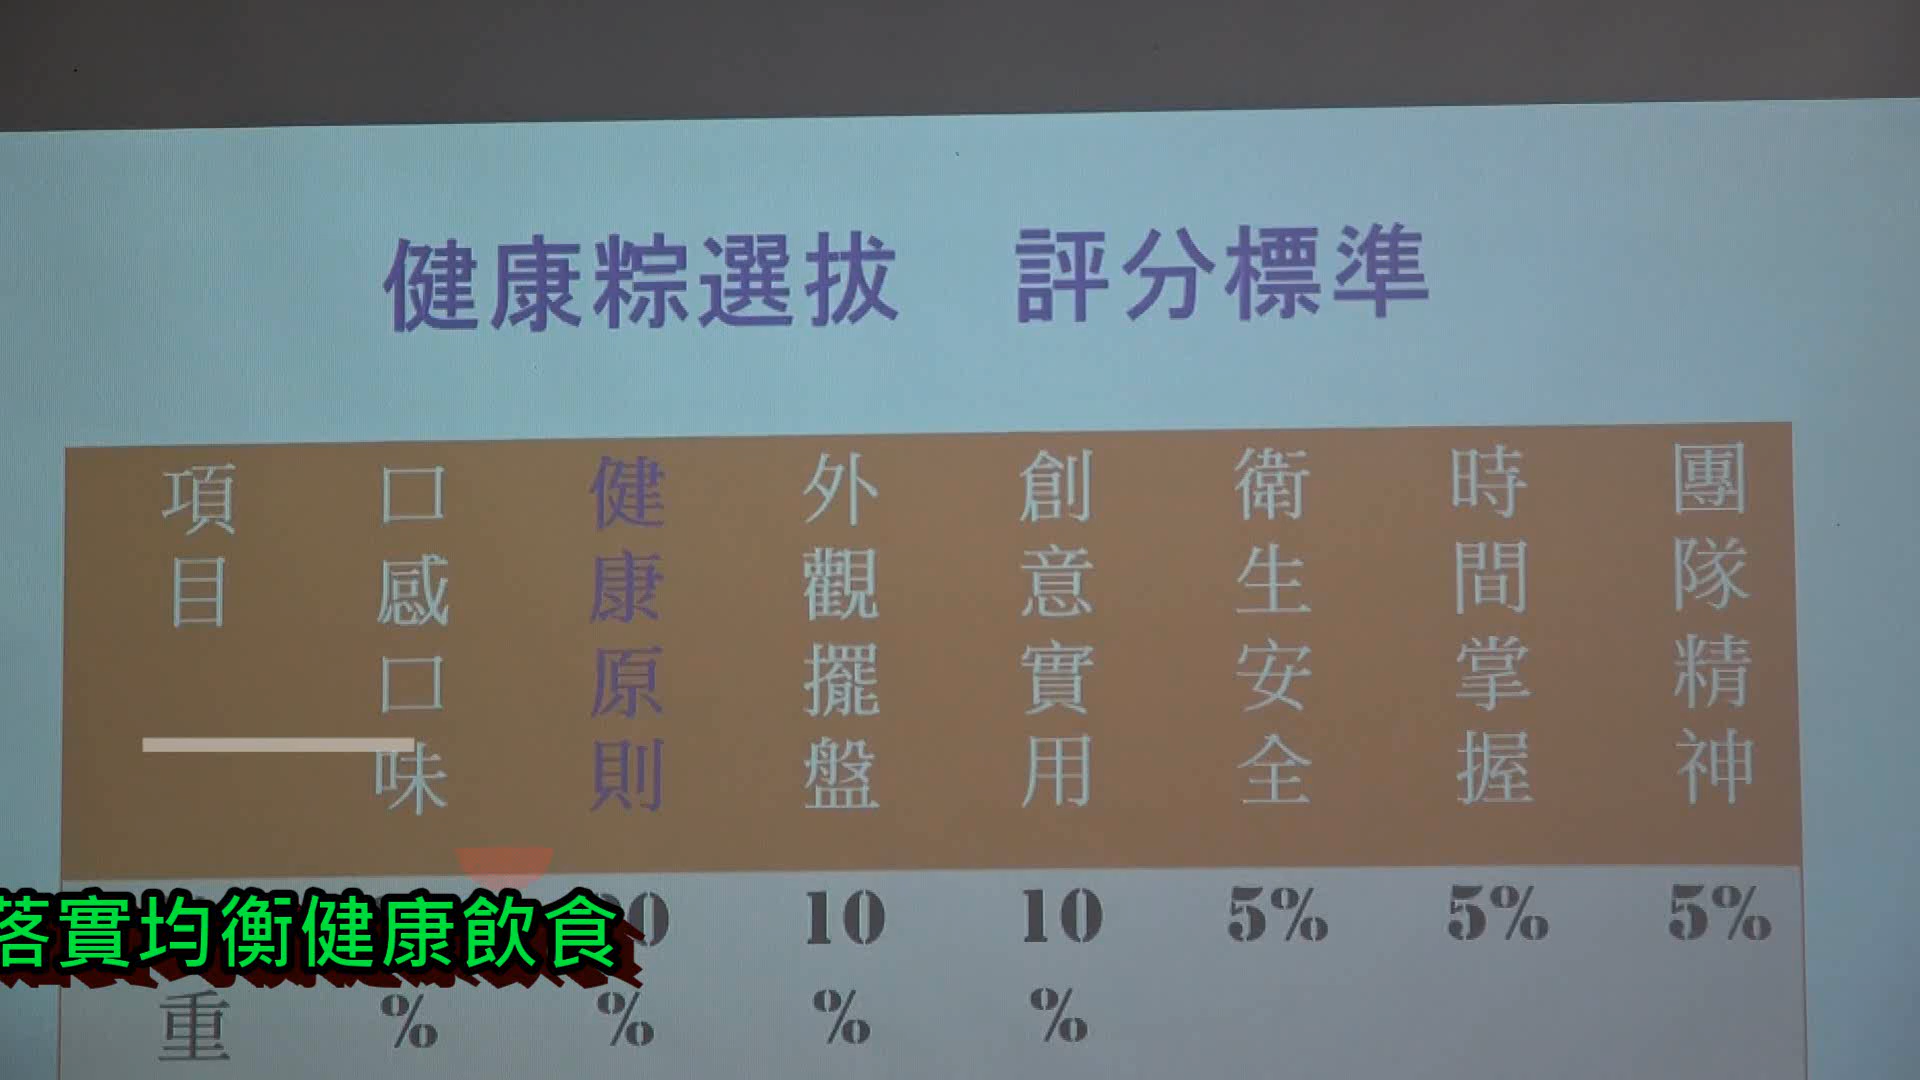 健康粽選拔　評分標準
項目
口感口味
健康原則
外觀擺盤
創意實用
衛生安全
時間掌握
團隊精神
重
%
%
10%
10%
5%
5%
5%
落實均衡健康飲食